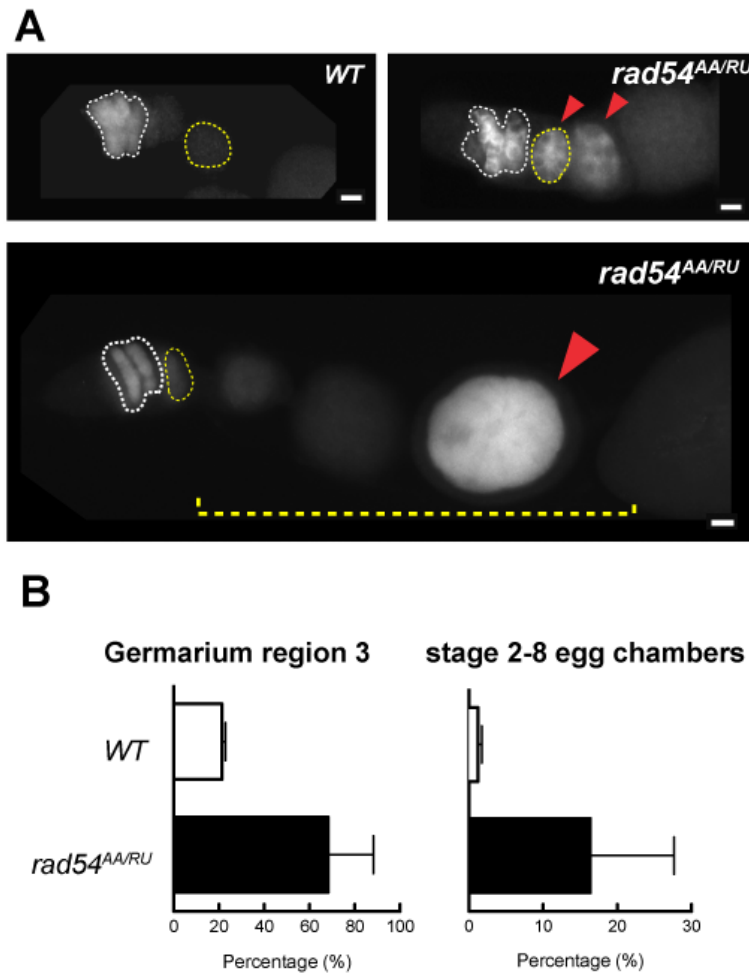 A
WT
rad54AA/RU
rad54AA/RU
B
Germarium region 3
stage 2-8 egg chambers
WT
rad54AA/RU
0 20 40 60 80 100
0 10 20 30
Percentage (%)
Percentage (%)